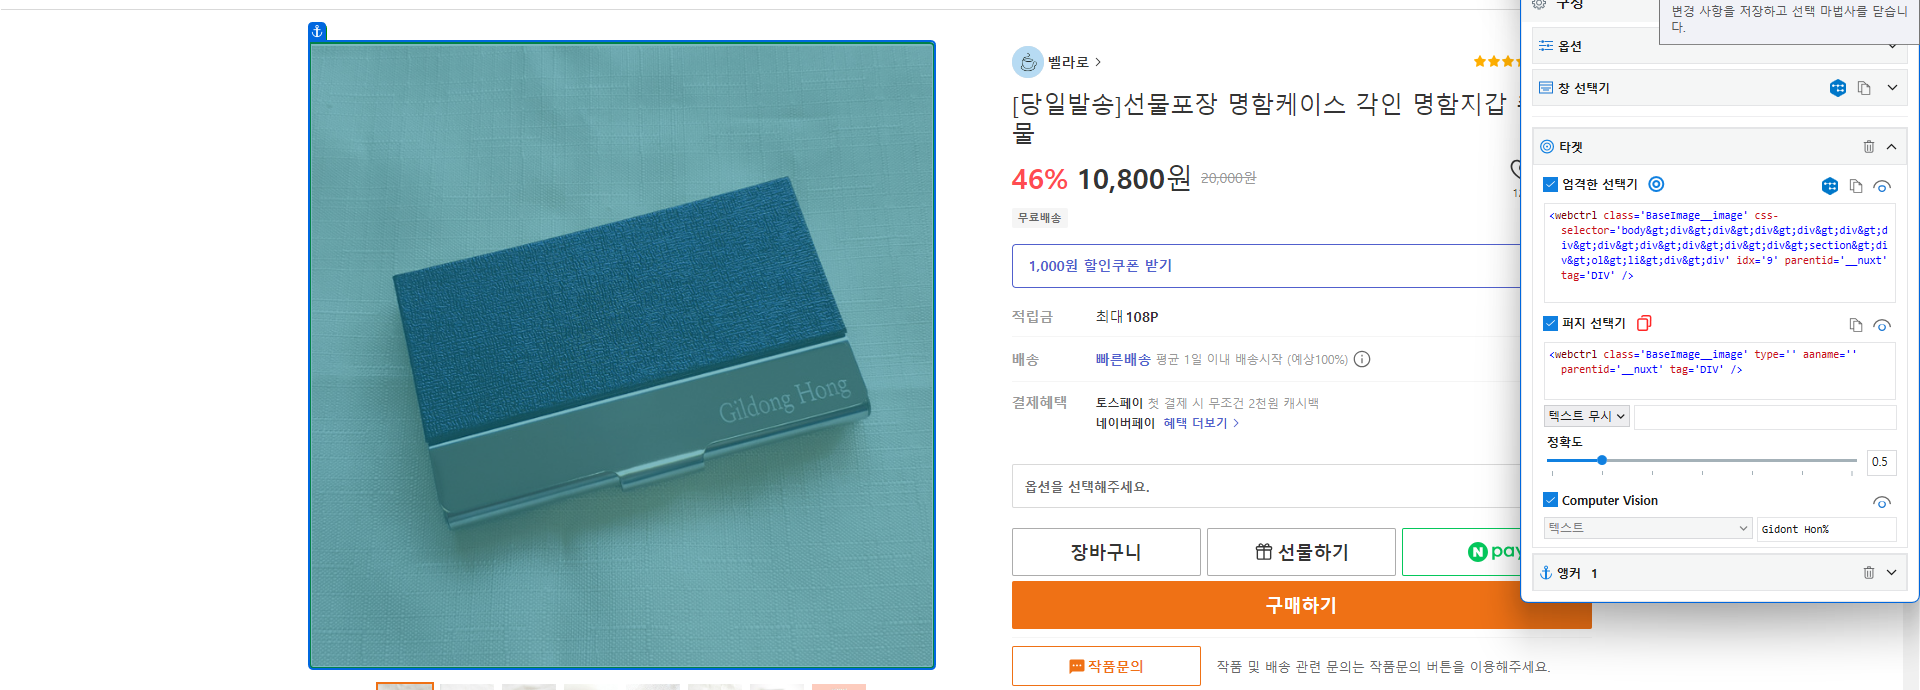 구성
변경 사항을 저장하고 선택 마법사를 닫습니
다.
옵션
창 선택기
벨라로
[당일발송]선물포장 명함케이스 각인 명함지갑
물
46% 10,800원 20,000원
무료배송
1,000원 할인쿠폰 받기
적립금 최대 108P
배송 빠른배송 평균 1일 이내 배송시작 (예상100%)
결제혜택 토스페이 첫 결제 시 무조건 2천원 캐시백
네이버페이 혜택 더보기
옵션을 선택해주세요.
장바구니 선물하기 N pay
구매하기
작품문의 작품 및 배송 관련 문의는 작품문의 버튼을 이용해주세요.
Gildong Hong
타겟
엄격한 선택기
<webctrl class='BaseImage__image' css-
selector='body&gt;div&gt;div&gt;div&gt;div&gt;div&gt;d
iv&gt;div&gt;div&gt;div&gt;div&gt;div&gt;section&gt;di
v&gt;ol&gt;li&gt;div&gt;div' idx='9' parentid='__nuxt'
tag='DIV' />
퍼지 선택기
<webctrl class='BaseImage__image' type='' aaname=''
parentid='__nuxt' tag='DIV' />
텍스트 무시
정확도
0.5
Computer Vision
텍스트 Gidont Hon%
앵커 1